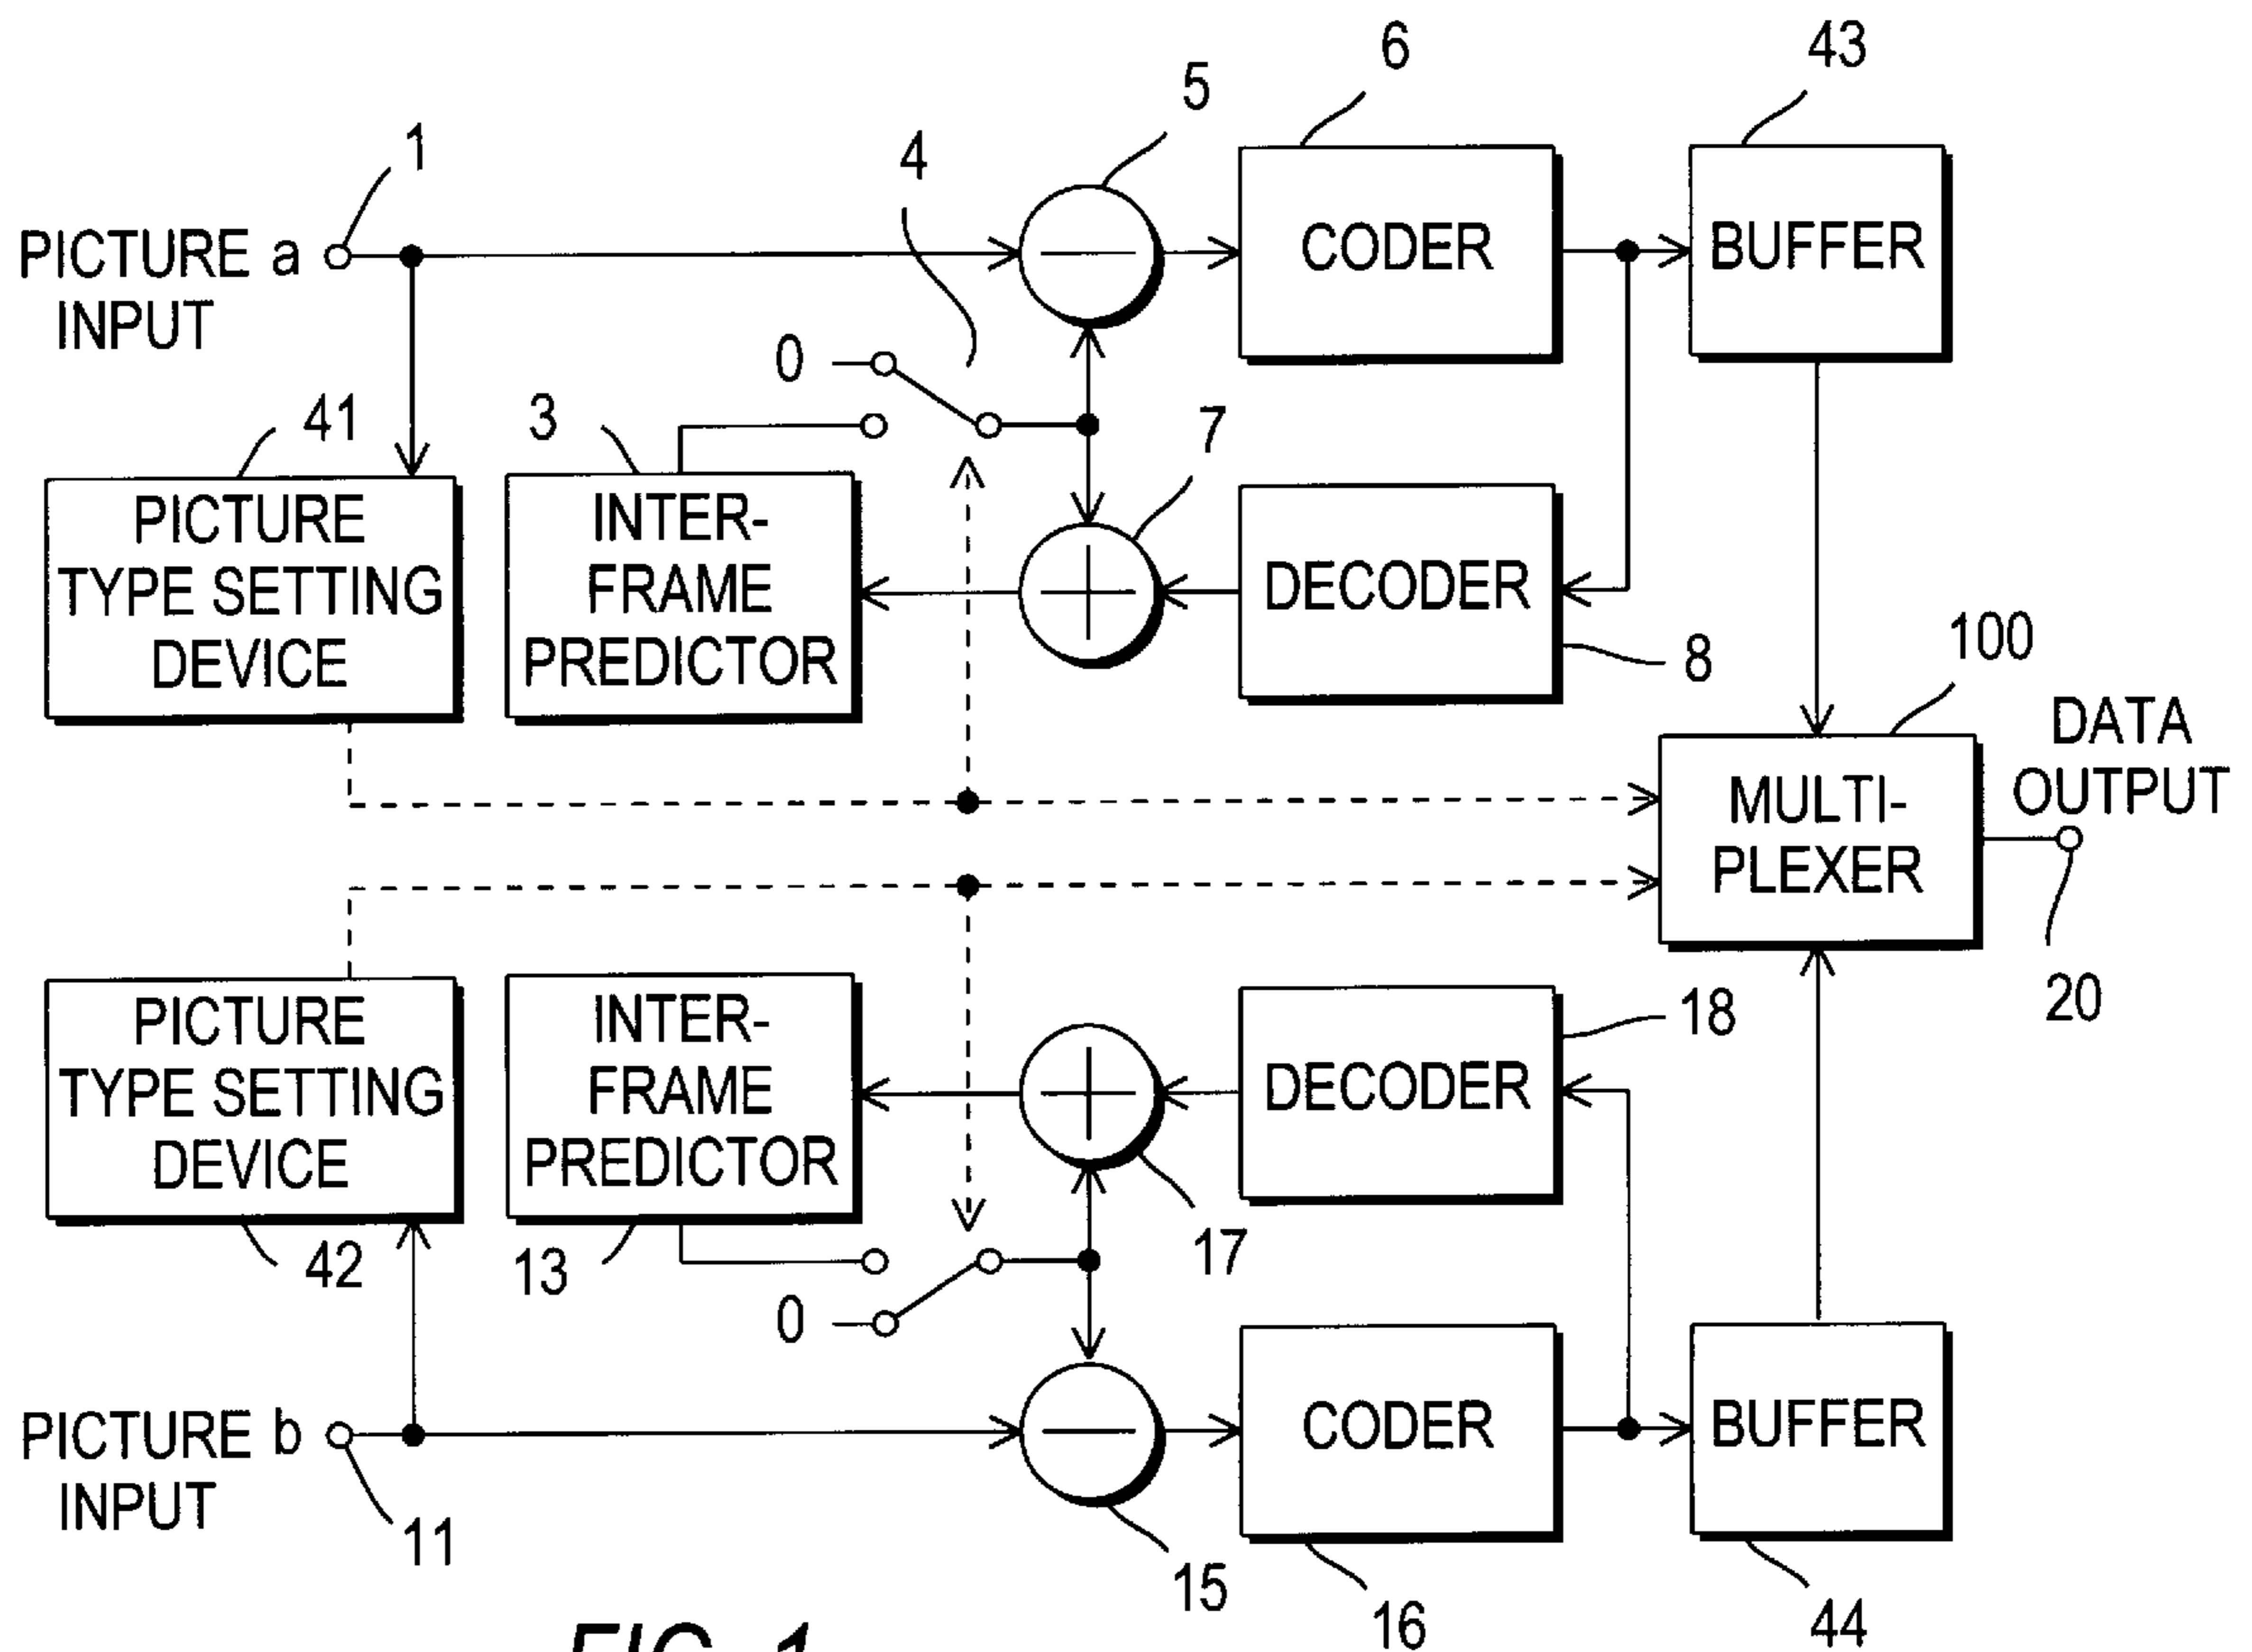 6
43
5
1
4
PICTURE a
INPUT
CODER
BUFFER
0
41
3
7
PICTURE
TYPE SETTING
DEVICE
INTER-
FRAME
PREDICTOR
DECODER
8
100
DATA
OUTPUT
MULTI-
PLEXER
20
PICTURE
TYPE SETTING
DEVICE
INTER-
FRAME
PREDICTOR
DECODER
18
42
13
17
0
PICTURE b
INPUT
CODER
BUFFER
11
15
16
44
FIG. 1